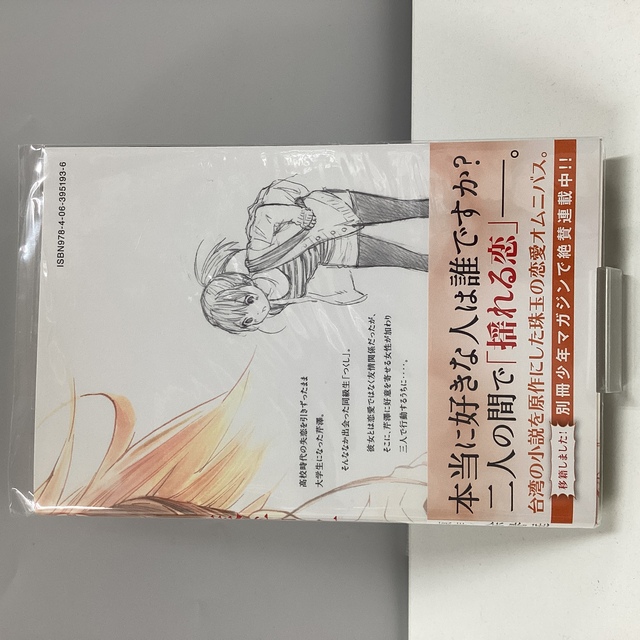 ISBN978-4-06-395193-6
高校時代の失恋を引きずったまま
大学生になった芹澤。
そんななか出会った同級生「つくし」。
彼女とは恋愛ではなく友情関係だったが、
そこに、芹澤に好意を寄せる女性が加わり
三人で行動するうちに……。
本当に好きな人は誰ですか?
二人の間で「揺れる恋」――。
台湾の小説を原作にした珠玉の恋愛オムニバス。
移籍しました! 別冊少年マガジンで絶賛連載中!!